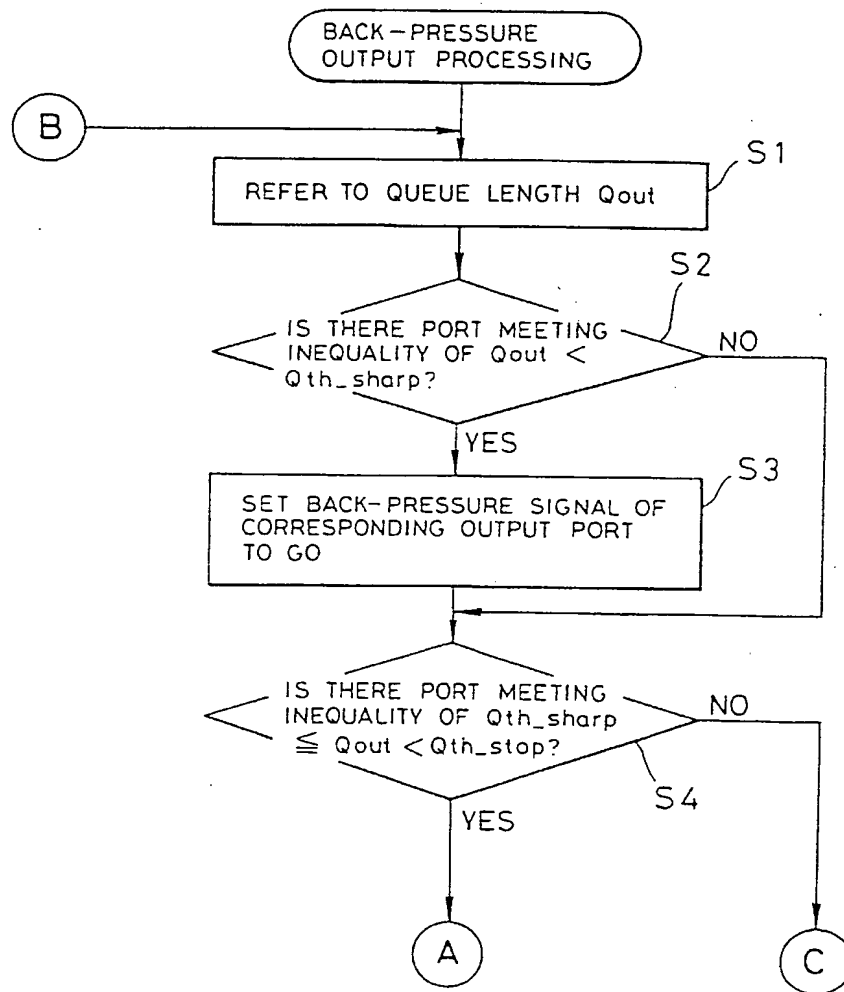 BACK-PRESSURE
OUTPUT PROCESSING
B
S1
REFER TO QUEUE LENGTH Qout
S2
IS THERE PORT MEETING
INEQUALITY OF Qout <
Qth_sharp?
NO
YES
S3
SET BACK-PRESSURE SIGNAL OF
CORRESPONDING OUTPUT PORT
TO GO
IS THERE PORT MEETING
INEQUALITY OF Qth_sharp
≦ Qout < Qth_stop?
NO
S4
YES
A
C